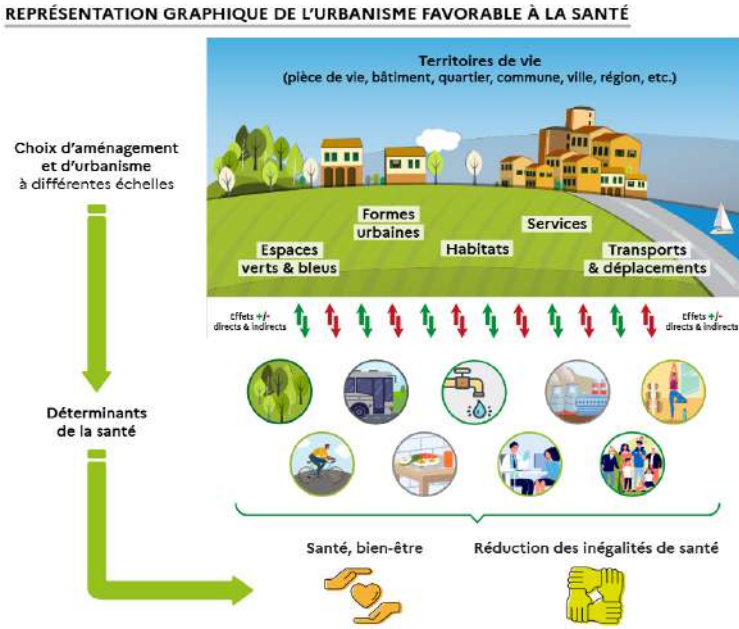 REPRÉSENTATION GRAPHIQUE DE L'URBANISME FAVORABLE À LA SANTÉ
Territoires de vie
(pièce de vie, bâtiment, quartier, commune, ville, région, etc.)
Choix d'aménagement
et d'urbanisme
à différentes échelles
Formes
urbaines
Services
Espaces
verts & bleus
Habitats
Transports
& déplacements
Effets +/-
directs & indirects
Effets +/-
directs & indirects
Déterminants
de la santé
Santé, bien-être
Réduction des inégalités de santé